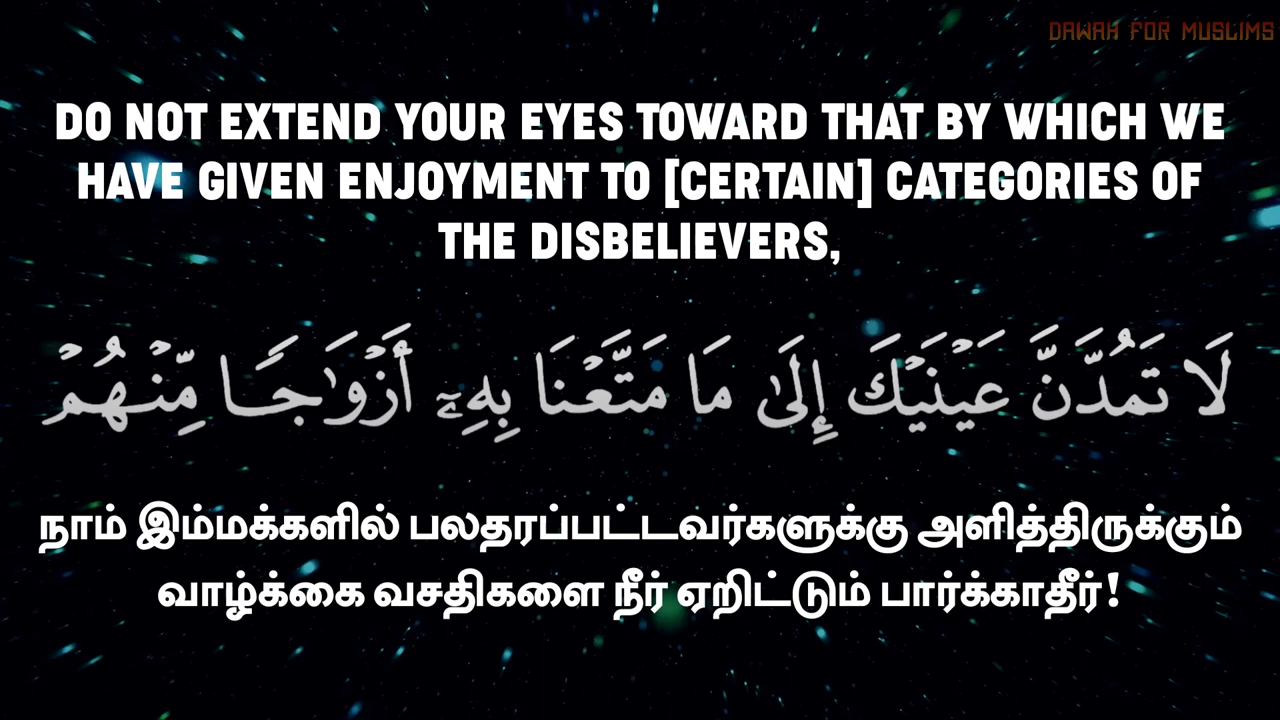 DAWAH FOR MUSLIMS
DO NOT EXTEND YOUR EYES TOWARD THAT BY WHICH WE
HAVE GIVEN ENJOYMENT TO [CERTAIN] CATEGORIES OF
THE DISBELIEVERS,
لَا تَمُدَّنَّ عَيْنَيْكَ إِلَىٰ مَا مَتَّعْنَا بِهِۦٓ أَزْوَٰجًا مِّنْهُمْ
நாம் இம்மக்களில் பலதரப்பட்டவர்களுக்கு அளித்திருக்கும்
வாழ்க்கை வசதிகளை நீர் ஏறிட்டும் பார்க்காதீர்!